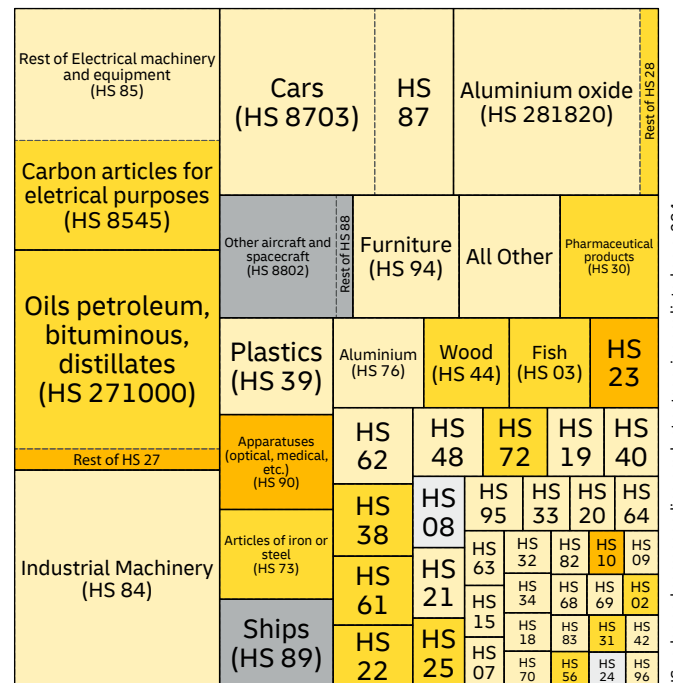 Rest of Electrical machinery
and equipment
(HS 85)
Carbon articles for
eletrical purposes
(HS 8545)
Oils petroleum,
bituminous,
distillates
(HS 271000)
Rest of HS 27
Industrial Machinery
(HS 84)
Cars
(HS 8703)
HS
87
Aluminium oxide
(HS 281820)
Rest of HS 28
Other aircraft and
spacecraft
(HS 8802)
Rest of HS 88
Furniture
(HS 94)
All Other
Pharmaceutical
products
(HS 30)
Plastics
(HS 39)
Aluminium
(HS 76)
Wood
(HS 44)
Fish
(HS 03)
HS
23
Apparatuses
(optical, medical,
etc.)
(HS 90)
Articles of iron or
steel
(HS 73)
Ships
(HS 89)
HS
62
HS
48
HS
72
HS
19
HS
40
HS
38
HS
08
HS
95
HS
33
HS
20
HS
64
HS
61
HS
21
HS
63
HS
32
HS
82
HS
10
HS
09
HS
34
HS
68
HS
69
HS
02
HS
22
HS
25
HS
15
HS
18
HS
83
HS
31
HS
42
HS
07
HS
70
HS
56
HS
24
HS
96